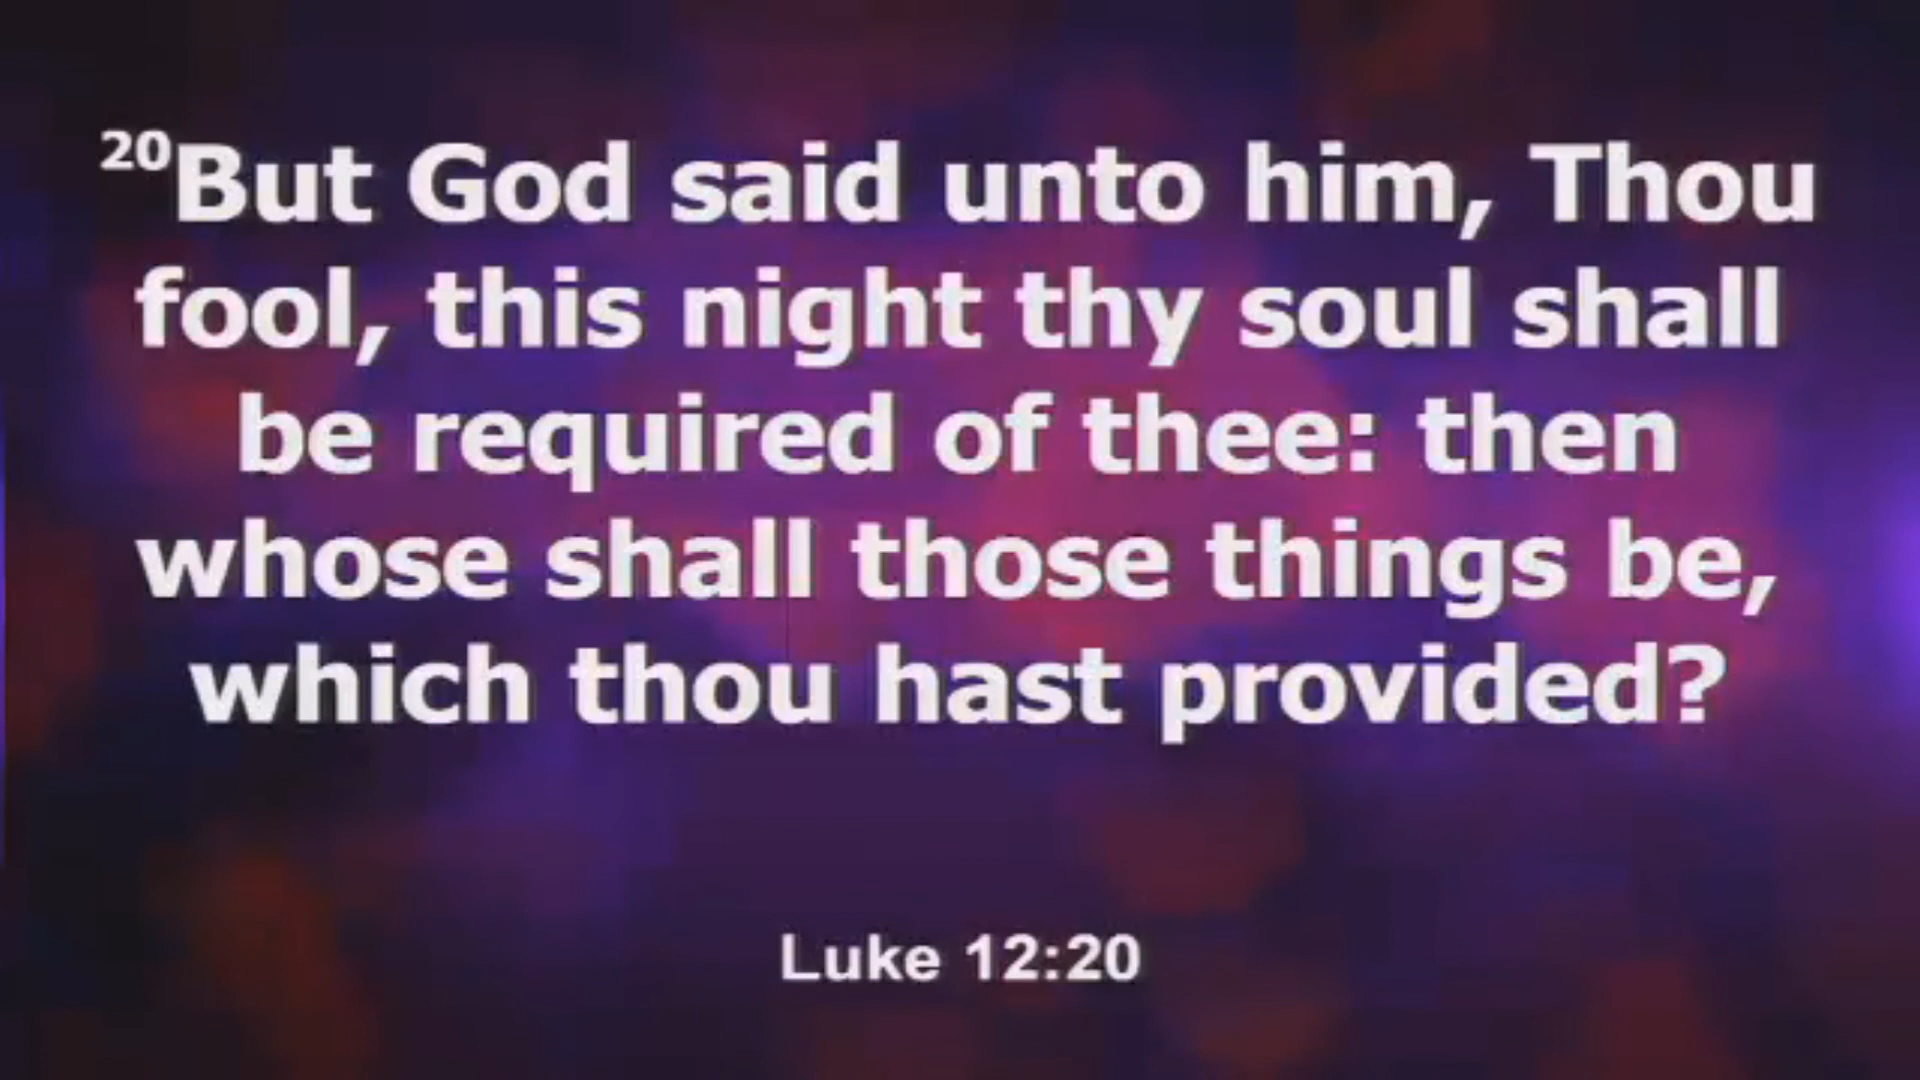 20But God said unto him, Thou
fool, this night thy soul shall
be required of thee: then
whose shall those things be,
which thou hast provided?
Luke 12:20